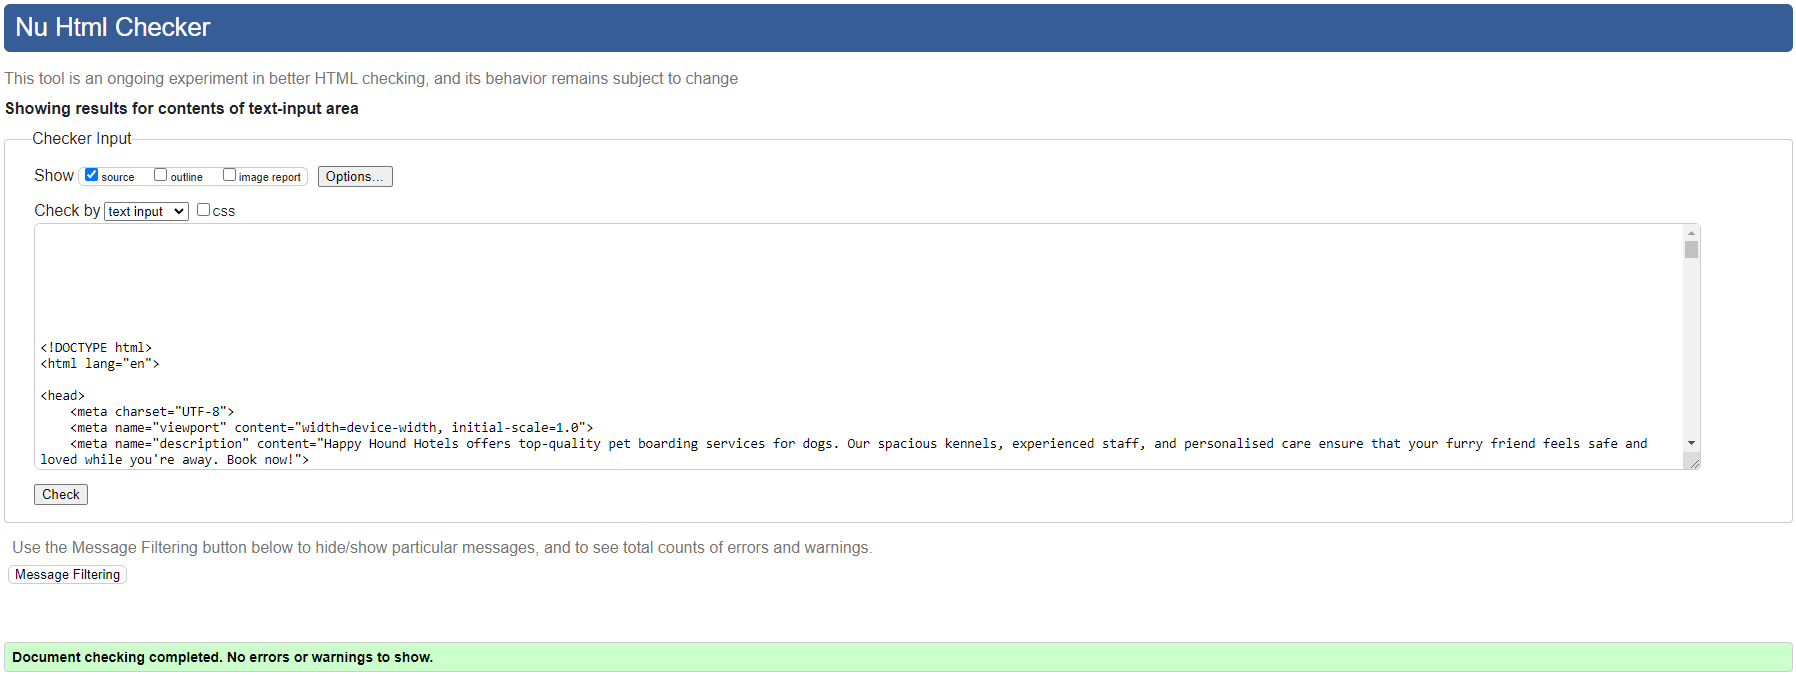 Nu Html Checker
This tool is an ongoing experiment in better HTML checking, and its behavior remains subject to change
Showing results for contents of text-input area
Checker Input
Show source outline image report Options...
Check by text input css
<!DOCTYPE html>
<html lang="en">
<head>
<meta charset="UTF-8">
<meta name="viewport" content="width=device-width, initial-scale=1.0">
<meta name="description" content="Happy Hound Hotels offers top-quality pet boarding services for dogs. Our spacious kennels, experienced staff, and personalised care ensure that your furry friend feels safe and
loved while you're away. Book now!">
Check
Use the Message Filtering button below to hide/show particular messages, and to see total counts of errors and warnings.
Message Filtering
Document checking completed. No errors or warnings to show.